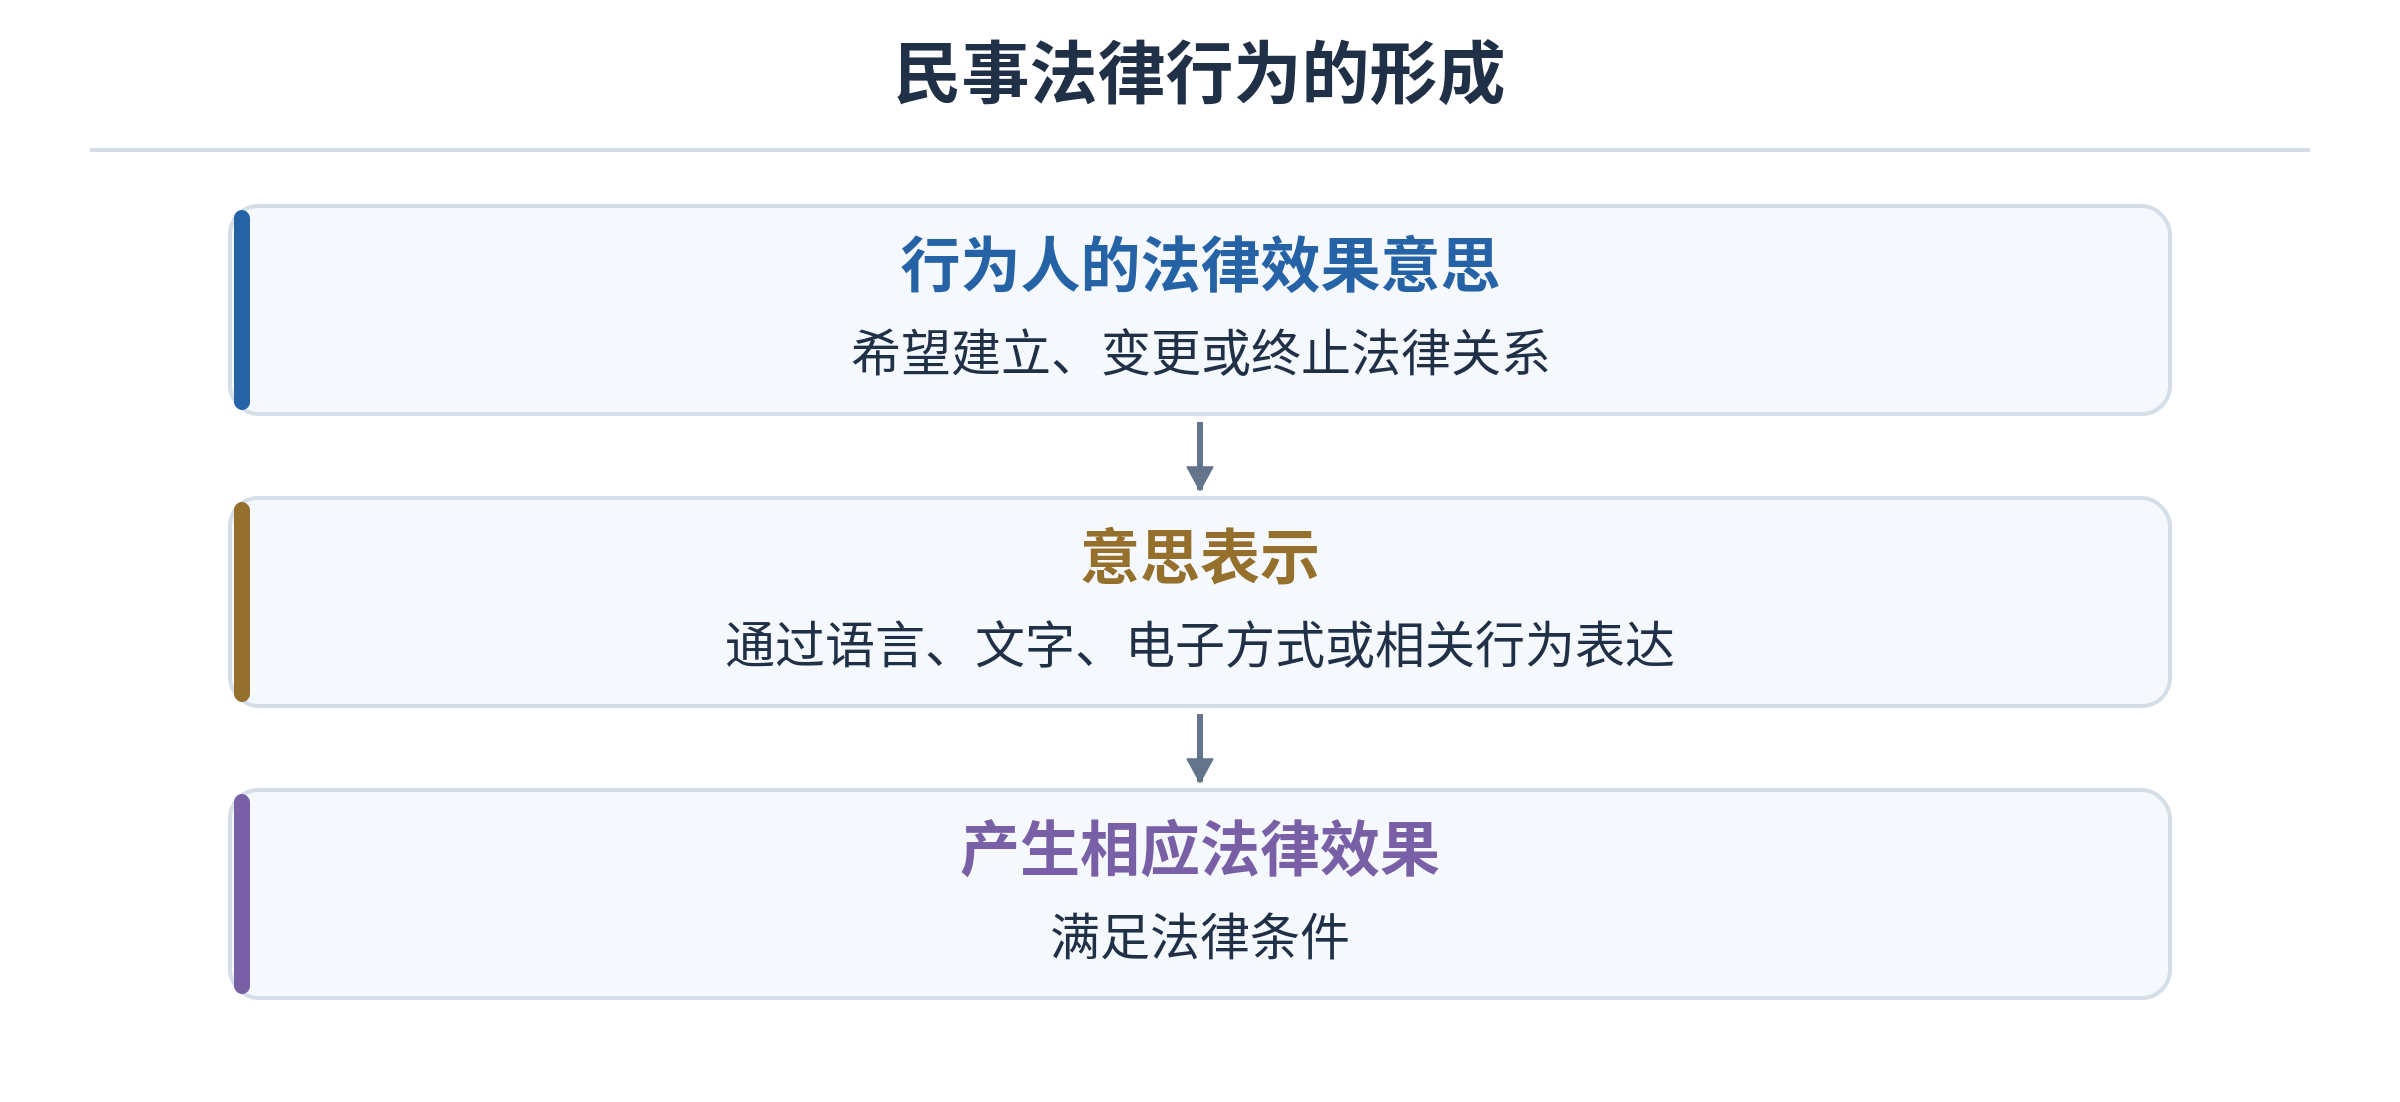 民事法律行为的形成
行为人的法律效果意思
希望建立、变更或终止法律关系
意思表示
通过语言、文字、电子方式或相关行为表达
产生相应法律效果
满足法律条件